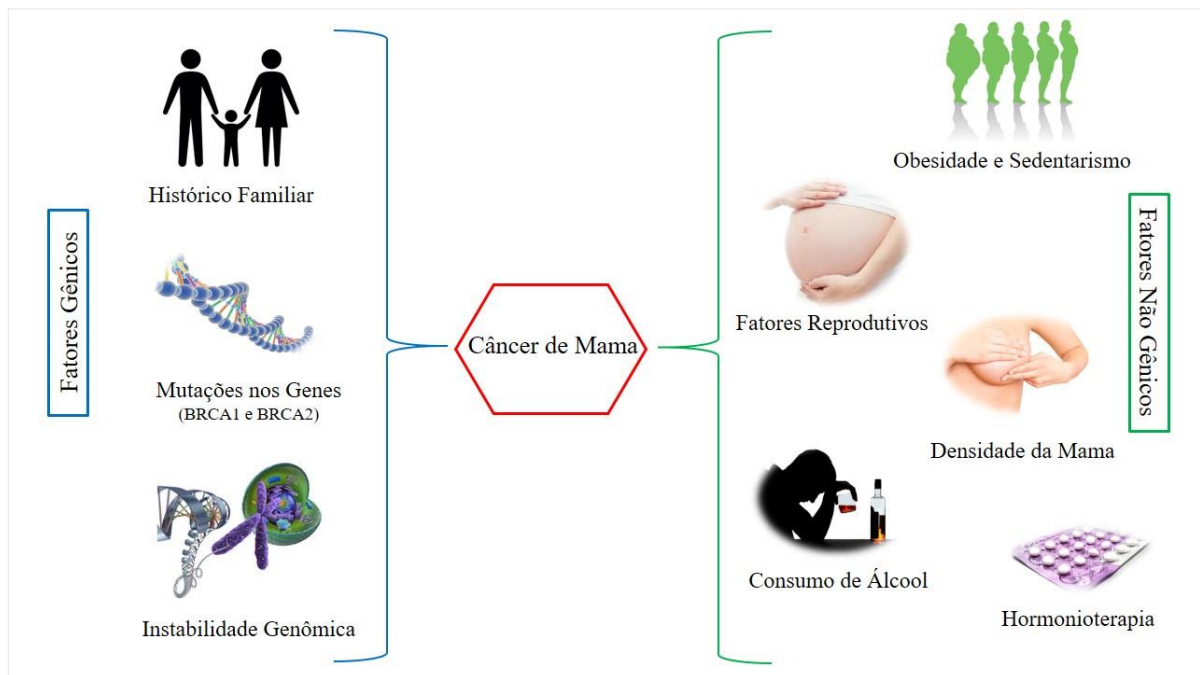 Fatores Gênicos
Histórico Familiar
Mutações nos Genes
(BRCA1 e BRCA2)
Instabilidade Genômica
Câncer de Mama
Obesidade e Sedentarismo
Fatores Reprodutivos
Densidade da Mama
Consumo de Álcool
Hormonioterapia
Fatores Não Gênicos